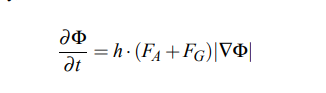 ∂Φ/∂t = h · (F_A + F_G)|∇Φ|